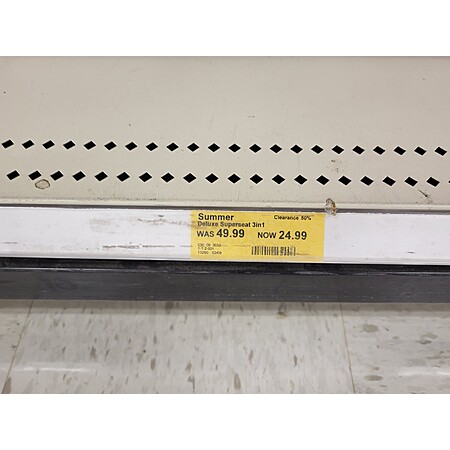 Summer Clearance 50%
Deluxe Superseat 3in1
WAS 49.99 NOW 24.99